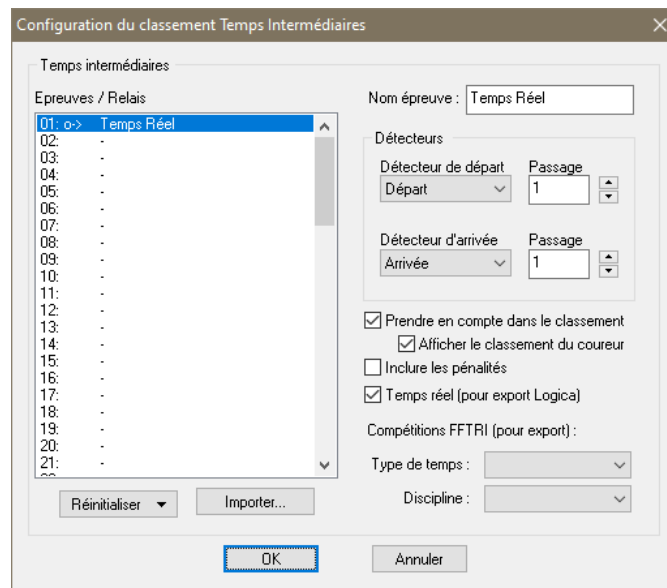 Configuration du classement Temps Intermédiaires
Temps intermédiaires
Epreuves / Relais
01: o-> Temps Réel
02: -
03: -
04: -
05: -
06: -
07: -
08: -
09: -
10: -
11: -
12: -
13: -
14: -
15: -
16: -
17: -
18: -
19: -
20: -
21: -
Réinitialiser
Importer...
Nom épreuve : Temps Réel
Détecteurs
Détecteur de départ Passage
Départ 1
Détecteur d'arrivée Passage
Arrivée 1
Prendre en compte dans le classement
Afficher le classement du coureur
Inclure les pénalités
Temps réel (pour export Logica)
Compétitions FFTRI (pour export) :
Type de temps :
Discipline :
OK
Annuler